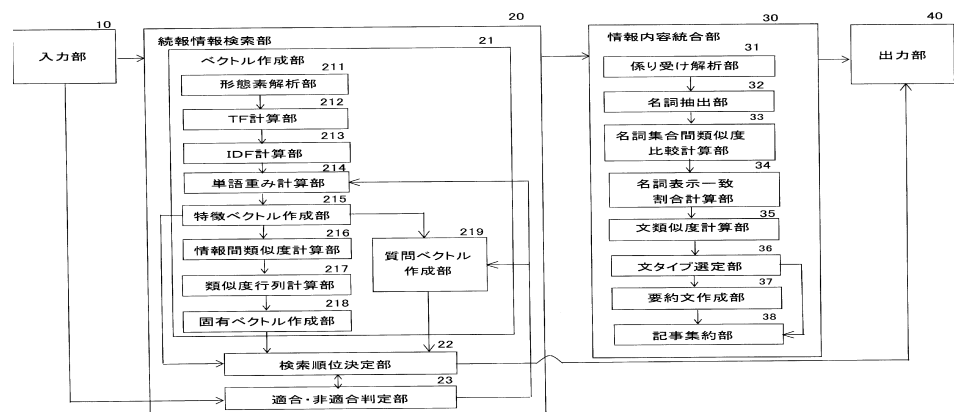 10
入力部
20
続報情報検索部
21
ベクトル作成部
211
形態素解析部
212
TF計算部
213
IDF計算部
214
単語重み計算部
215
特徴ベクトル作成部
216
情報間類似度計算部
217
類似度行列計算部
218
固有ベクトル作成部
219
質問ベクトル
作成部
22
検索順位決定部
23
適合・非適合判定部
30
情報内容統合部
31
係り受け解析部
32
名詞抽出部
33
名詞集合間類似度
比較計算部
34
名詞表示一致
割合計算部
35
文類似度計算部
36
文タイプ選定部
37
要約文作成部
38
記事集約部
40
出力部